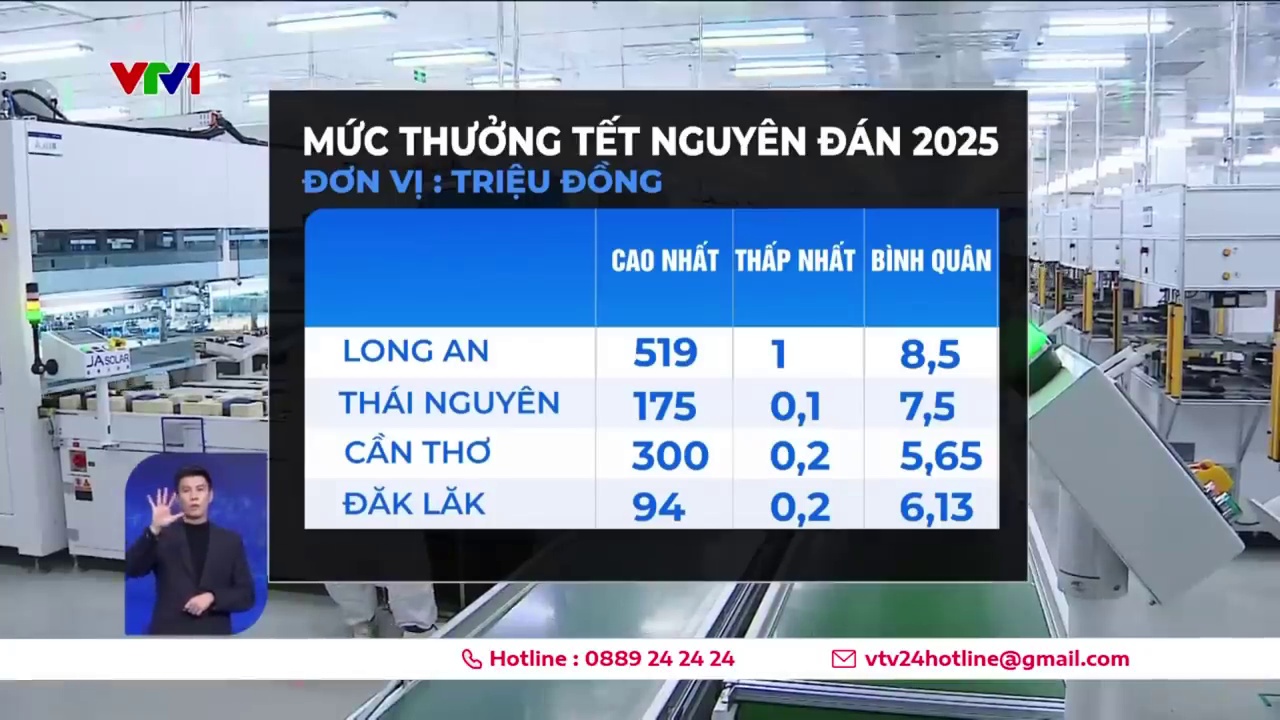 VTV1
MỨC THƯỞNG TẾT NGUYÊN ĐÁN 2025
ĐƠN VỊ : TRIỆU ĐỒNG
CAO NHẤT THẤP NHẤT BÌNH QUÂN
LONG AN 519 1 8,5
THÁI NGUYÊN 175 0,1 7,5
CẦN THƠ 300 0,2 5,65
ĐĂK LĂK 94 0,2 6,13
JA SOLAR
Hotline : 0889 24 24 24 vtv24hotline@gmail.com